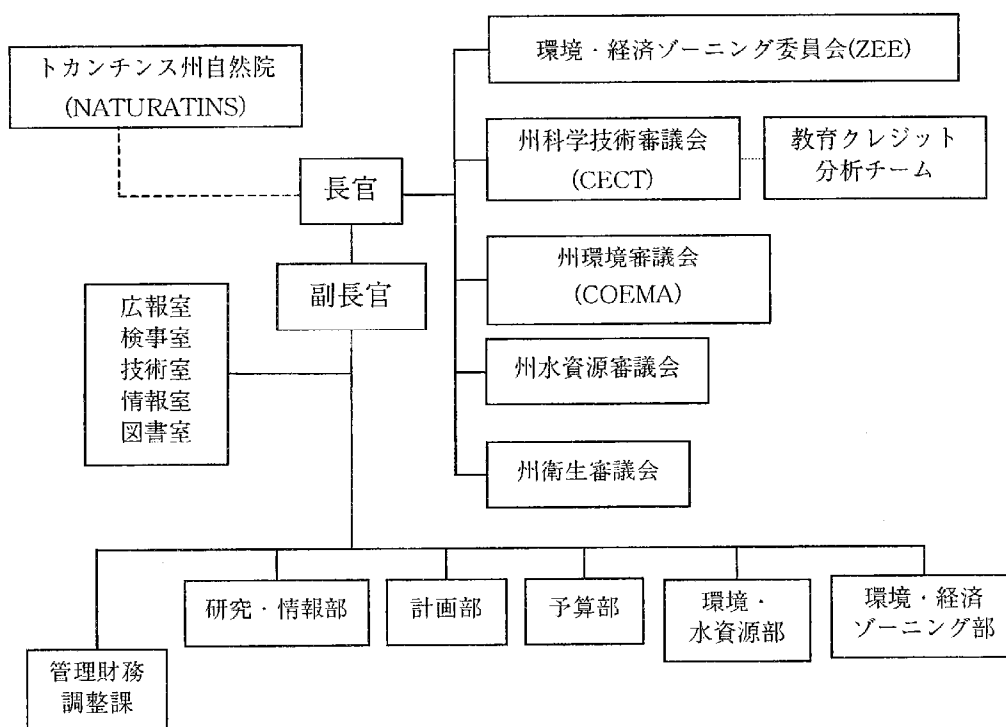 環境・経済ゾーニング委員会(ZEE)
トカンチンス州自然院
(NATURATINS)
州科学技術審議会
(CECT)
教育クレジット
分析チーム
長官
州環境審議会
(COEMA)
副長官
広報室
検事室
技術室
情報室
図書室
州水資源審議会
州衛生審議会
研究・情報部
計画部
予算部
環境・
水資源部
環境・経済
ゾーニング部
管理財務
調整課